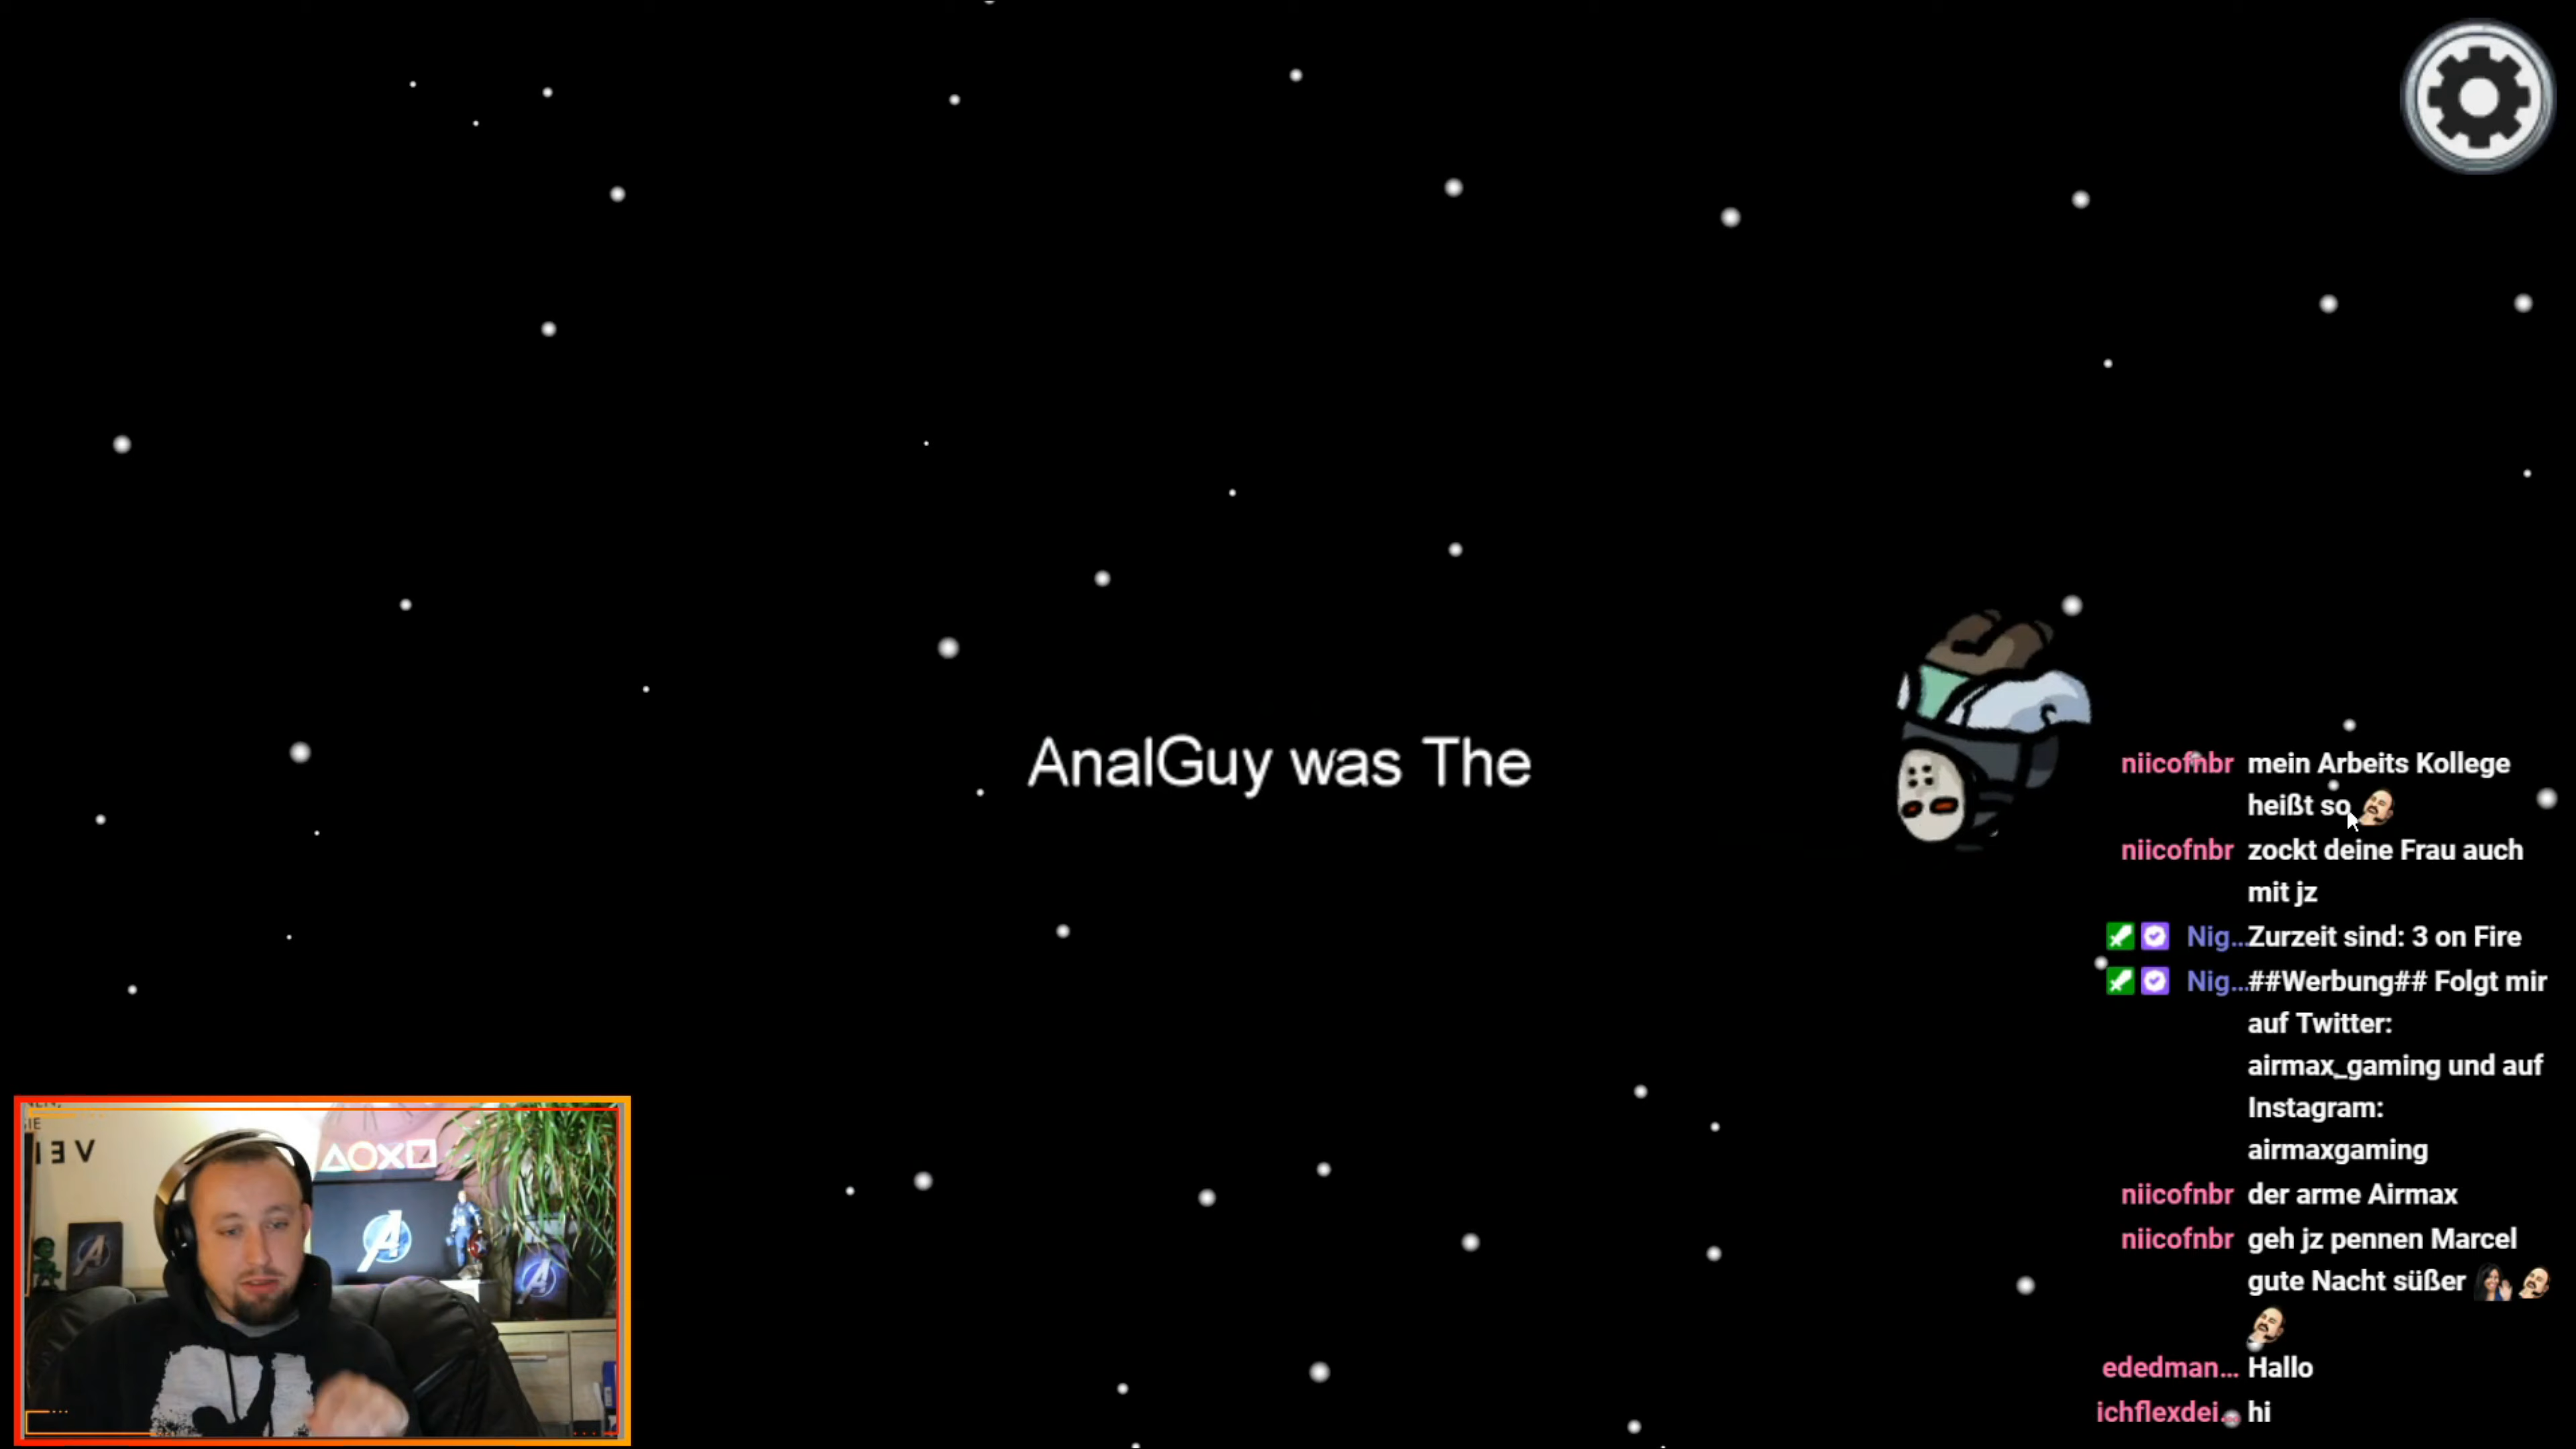 AnalGuy was The
niicofnbr mein Arbeits Kollege
heißt so
niicofnbr zockt deine Frau auch
mit jz
Nig... Zurzeit sind: 3 on Fire
Nig... ##Werbung## Folgt mir
auf Twitter:
airmax_gaming und auf
Instagram:
airmaxgaming
niicofnbr der arme Airmax
niicofnbr geh jz pennen Marcel
gute Nacht süßer
ededman... Hallo
ichflexdei... hi